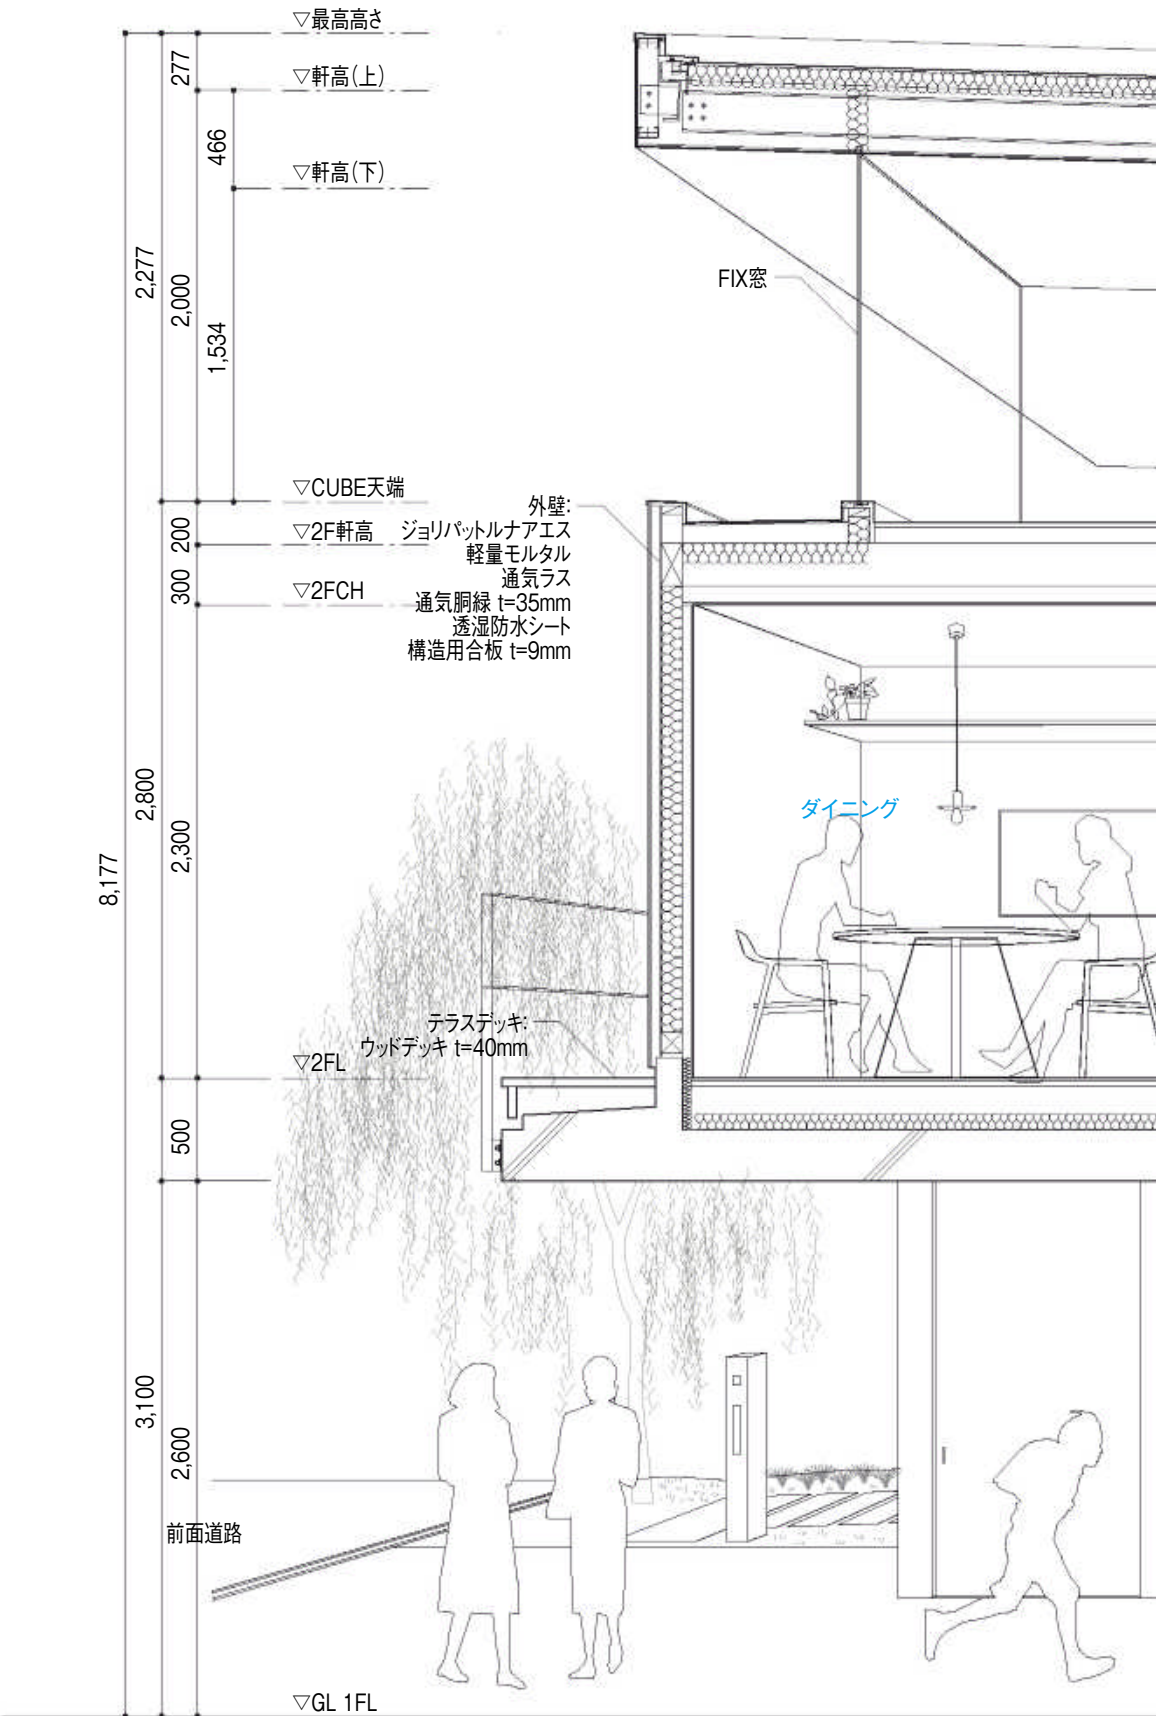 ▽最高高さ
277
▽軒高(上)
466
▽軒高(下)
2,277
2,000
1,534
FIX窓
▽CUBE天端
200
▽2F軒高
300
▽2FCH
外壁:
ジョリパットルナアエス
軽量モルタル
通気ラス
通気胴縁 t=35mm
透湿防水シート
構造用合板 t=9mm
2,800
2,300
8,177
ダイニング
テラスデッキ:
ウッドデッキ t=40mm
▽2FL
500
3,100
2,600
前面道路
▽GL 1FL